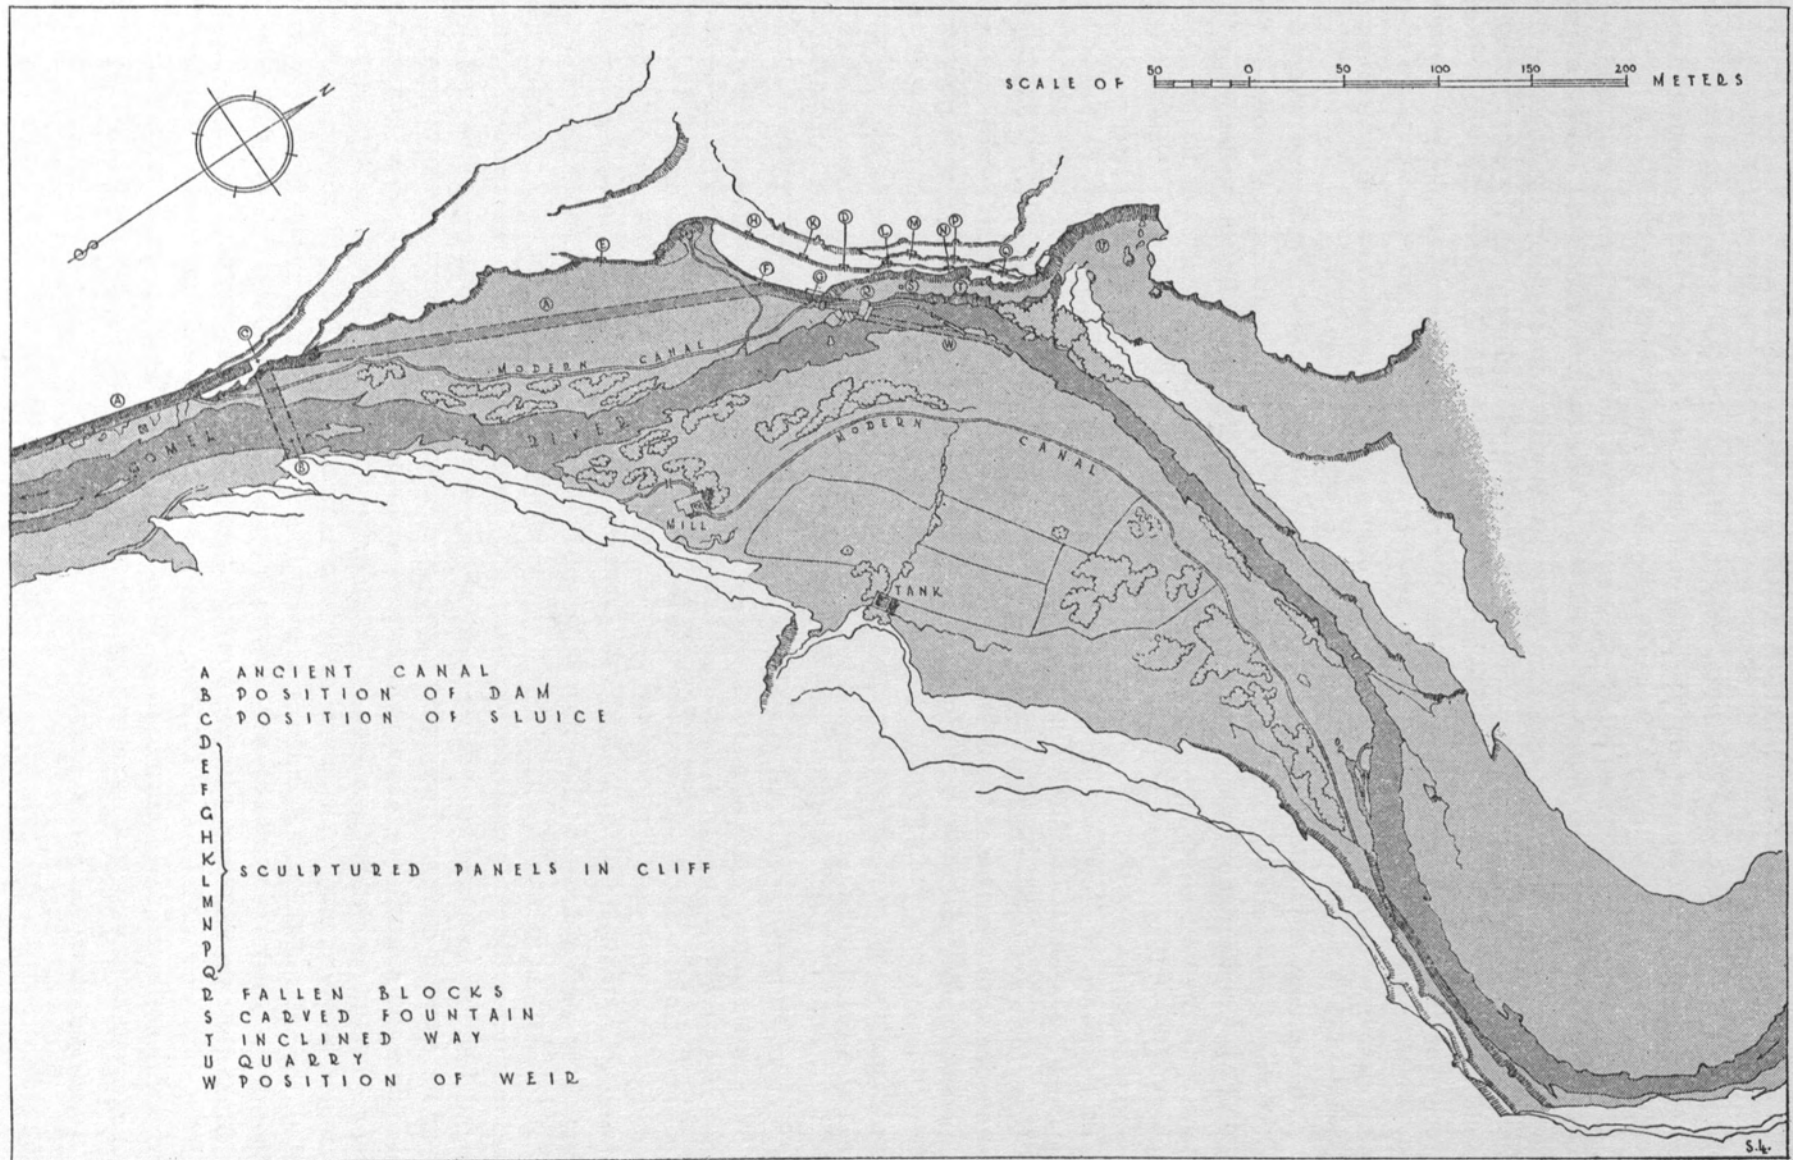 N
SCALE OF 50 0 50 100 150 200 METERS
H K D L M N P Q
E F G R S T U
C A
MODERN CANAL
W
A
GOMEL RIVER
B
MODERN CANAL
MILL
TANK
A ANCIENT CANAL
B POSITION OF DAM
C POSITION OF SLUICE
D
E
F
G
H
K
L
M
N
P
Q
SCULPTURED PANELS IN CLIFF
R FALLEN BLOCKS
S CARVED FOUNTAIN
T INCLINED WAY
U QUARRY
W POSITION OF WEIR
S.L.